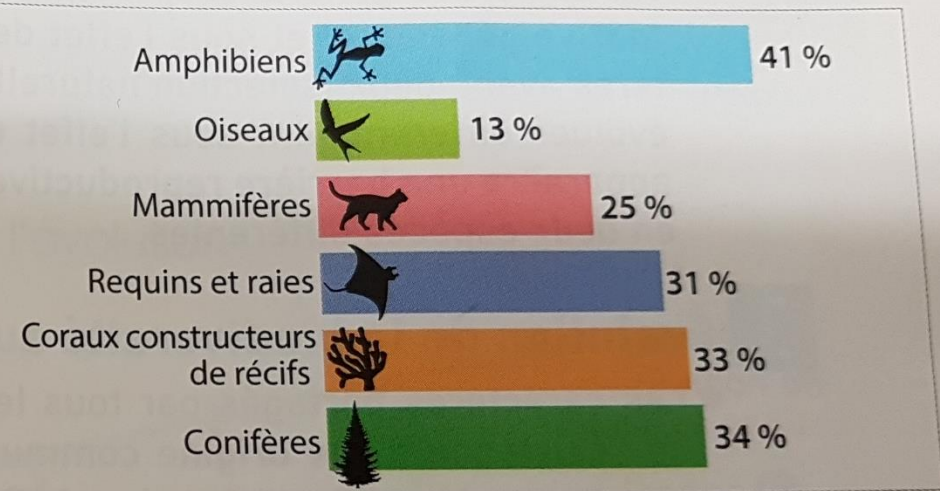 Amphibiens 41 %
Oiseaux 13 %
Mammifères 25 %
Requins et raies 31 %
Coraux constructeurs
de récifs 33 %
Conifères 34 %